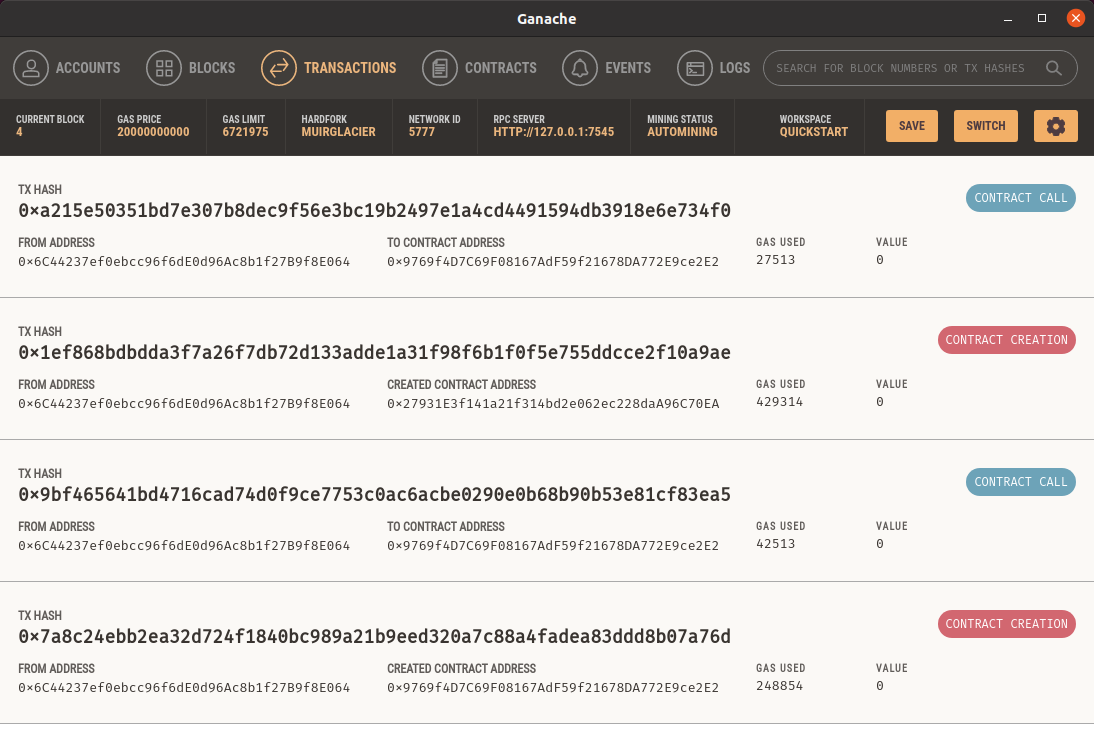 Ganache
ACCOUNTS BLOCKS TRANSACTIONS CONTRACTS EVENTS LOGS SEARCH FOR BLOCK NUMBERS OR TX HASHES
CURRENT BLOCK GAS PRICE GAS LIMIT HARDFORK NETWORK ID RPC SERVER MINING STATUS WORKSPACE
4 20000000000 6721975 MUIRGLACIER 5777 HTTP://127.0.0.1:7545 AUTOMINING QUICKSTART SAVE SWITCH
TX HASH
0×a215e50351bd7e307b8dec9f56e3bc19b2497e1a4cd4491594db3918e6e734f0 CONTRACT CALL
FROM ADDRESS TO CONTRACT ADDRESS GAS USED VALUE
0×6C44237ef0ebcc96f6dE0d96Ac8b1f27B9f8E064 0×9769f4D7C69F08167AdF59f21678DA772E9ce2E2 27513 0
TX HASH
0×1ef868bdbdda3f7a26f7db72d133adde1a31f98f6b1f0f5e755ddcce2f10a9ae CONTRACT CREATION
FROM ADDRESS CREATED CONTRACT ADDRESS GAS USED VALUE
0×6C44237ef0ebcc96f6dE0d96Ac8b1f27B9f8E064 0×27931E3f141a21f314bd2e062ec228daA96C70EA 429314 0
TX HASH
0×9bf465641bd4716cad74d0f9ce7753c0ac6acbe0290e0b68b90b53e81cf83ea5 CONTRACT CALL
FROM ADDRESS TO CONTRACT ADDRESS GAS USED VALUE
0×6C44237ef0ebcc96f6dE0d96Ac8b1f27B9f8E064 0×9769f4D7C69F08167AdF59f21678DA772E9ce2E2 42513 0
TX HASH
0×7a8c24ebb2ea32d724f1840bc989a21b9eed320a7c88a4fadea83ddd8b07a76d CONTRACT CREATION
FROM ADDRESS CREATED CONTRACT ADDRESS GAS USED VALUE
0×6C44237ef0ebcc96f6dE0d96Ac8b1f27B9f8E064 0×9769f4D7C69F08167AdF59f21678DA772E9ce2E2 248854 0